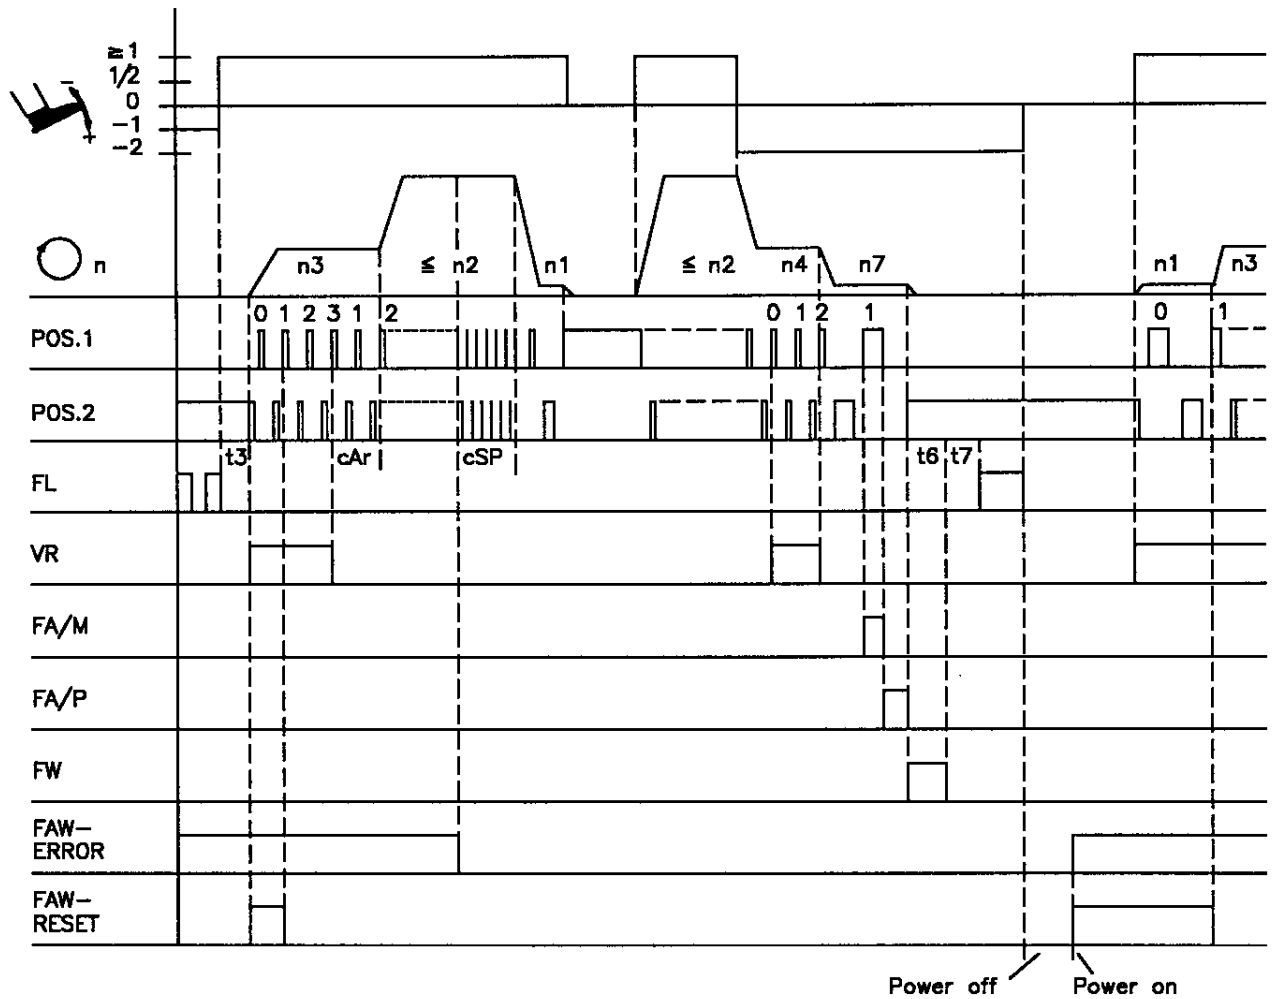 ≥ 1
1/2
0
-1
-2
- +
n
n3 ≦ n2 n1 ≦ n2 n4 n7 n1 n3
0 1 2 3 1 2 0 1 2 1 0 1
POS.1
POS.2
t3 cAr cSP t6 t7
FL
VR
FA/M
FA/P
FW
FAW-
ERROR
FAW-
RESET
Power off Power on